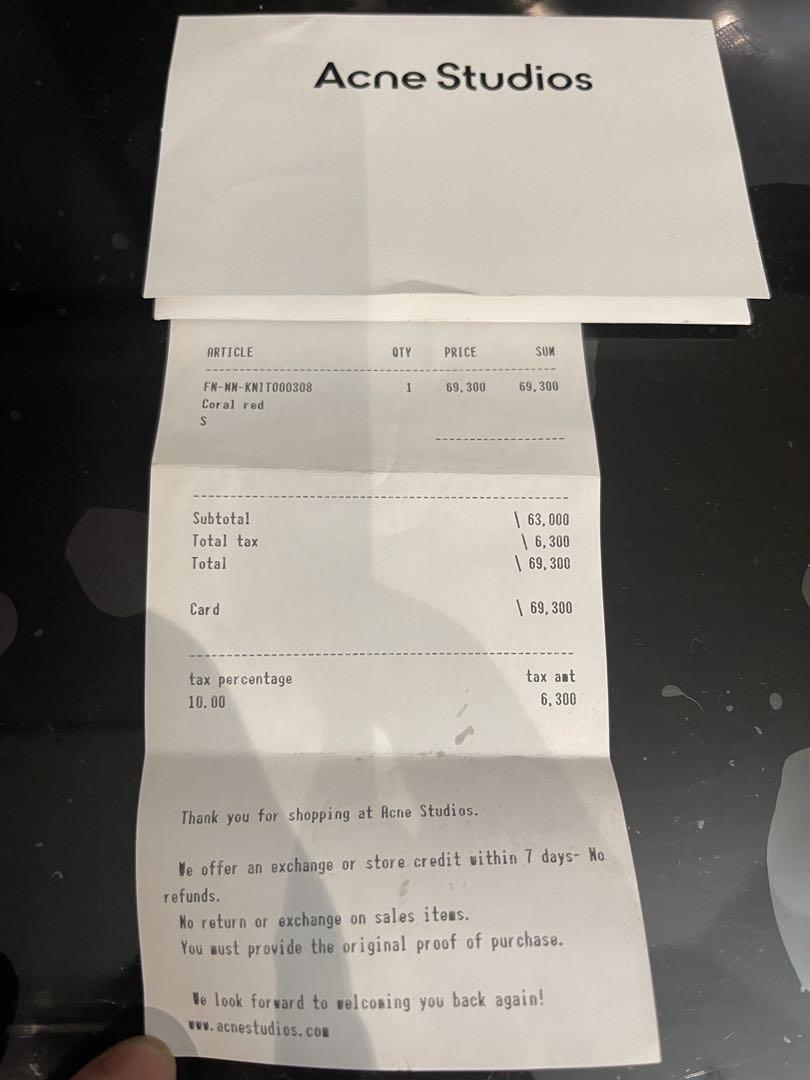 Acne Studios
ARTICLE QTY PRICE SUM
FN-MN-KNIT000308 1 69,300 69,300
Coral red
S
Subtotal \ 63,000
Total tax \ 6,300
Total \ 69,300
Card \ 69,300
tax percentage tax amt
10.00 6,300
Thank you for shopping at Acne Studios.
We offer an exchange or store credit within 7 days- No
refunds.
No return or exchange on sales items.
You must provide the original proof of purchase.
We look forward to welcoming you back again!
www.acnestudios.com